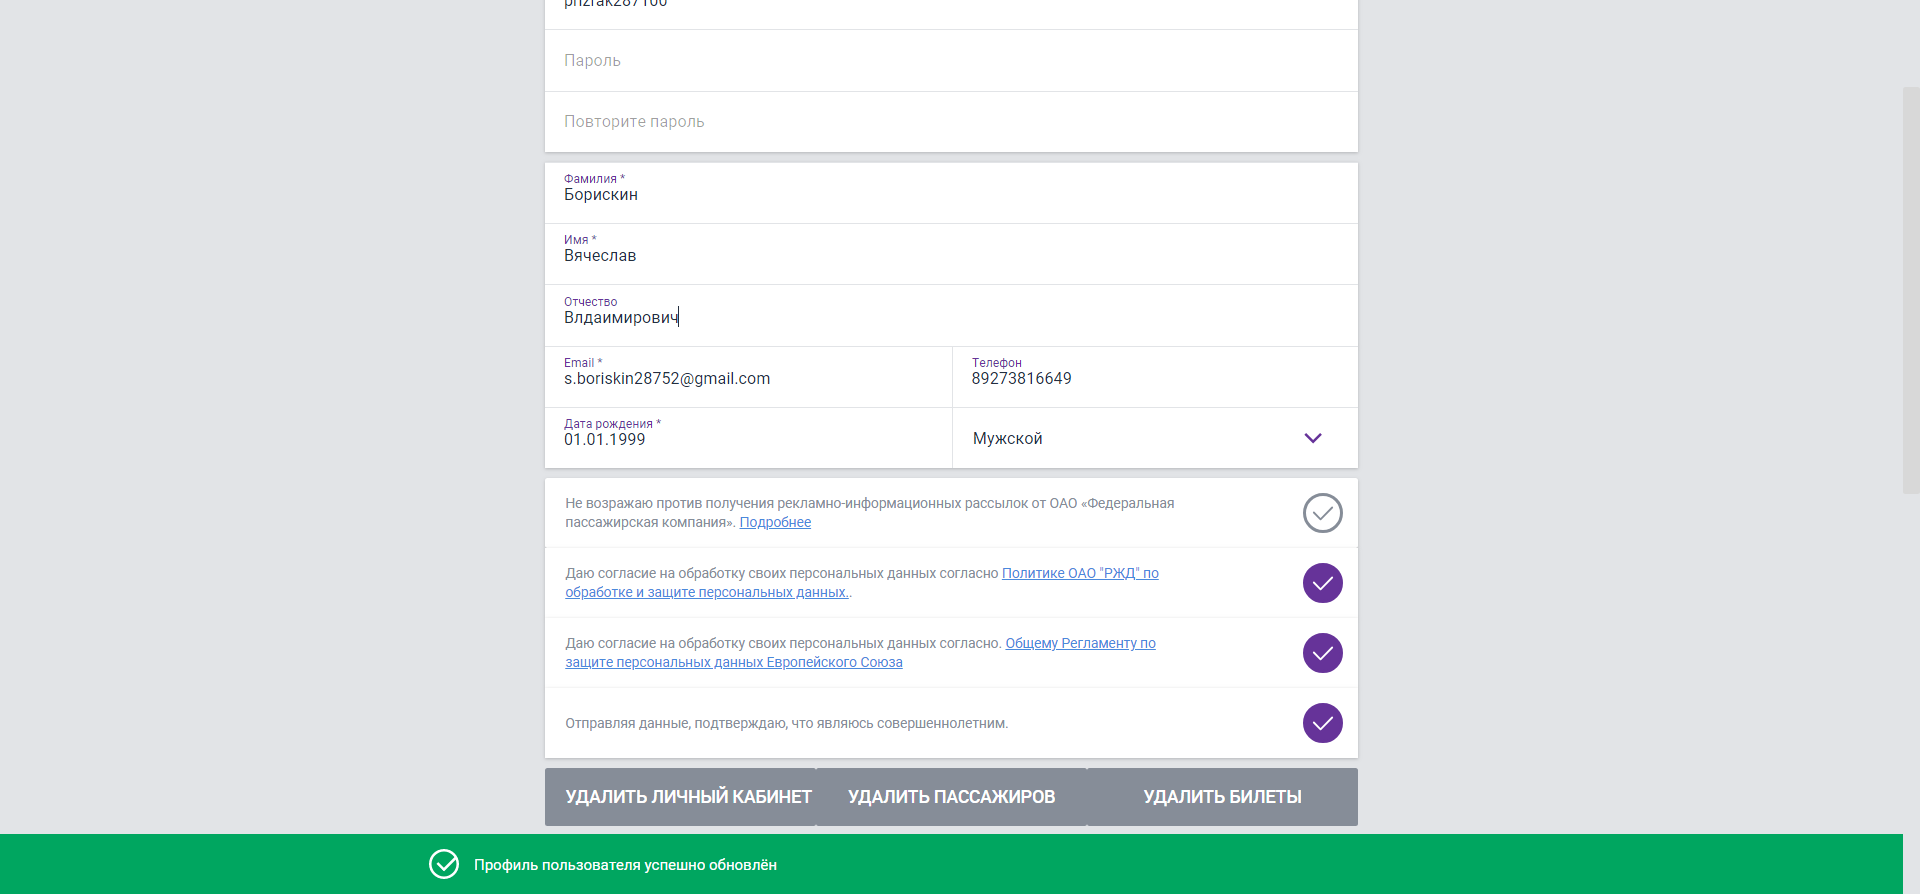 prizrak287100
Пароль
Повторите пароль
Фамилия *
Борискин
Имя *
Вячеслав
Отчество
Влдаимирович
Email *
s.boriskin28752@gmail.com
Телефон
89273816649
Дата рождения *
01.01.1999
Мужской
Не возражаю против получения рекламно-информационных рассылок от ОАО «Федеральная
пассажирская компания». Подробнее
Даю согласие на обработку своих персональных данных согласно Политике ОАО "РЖД" по
обработке и защите персональных данных..
Даю согласие на обработку своих персональных данных согласно. Общему Регламенту по
защите персональных данных Европейского Союза
Отправляя данные, подтверждаю, что являюсь совершеннолетним.
УДАЛИТЬ ЛИЧНЫЙ КАБИНЕТ
УДАЛИТЬ ПАССАЖИРОВ
УДАЛИТЬ БИЛЕТЫ
Профиль пользователя успешно обновлён